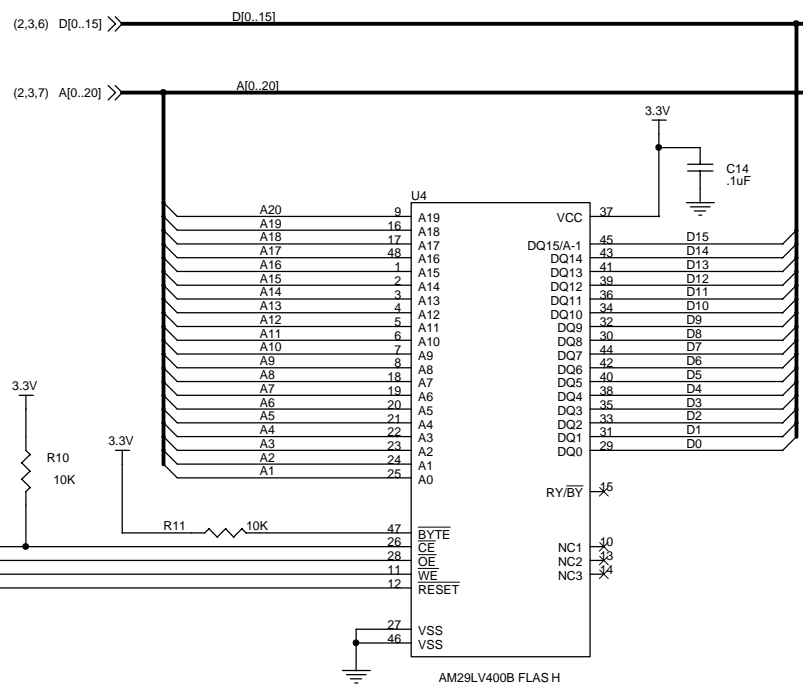 (2,3,6) D[0..15] D[0..15]
(2,3,7) A[0..20] A[0..20]
3.3V
C14
.1uF
U4
A20 9 A19 VCC 37
A19 16 A18
A18 17 A17 DQ15/A-1 45 D15
A17 48 A16 DQ14 43 D14
A16 1 A15 DQ13 41 D13
A15 2 A14 DQ12 39 D12
A14 3 A13 DQ11 36 D11
A13 4 A12 DQ10 34 D10
A12 5 A11 DQ9 32 D9
A11 6 A10 DQ8 30 D8
A10 7 A9 DQ7 44 D7
A9 8 A8 DQ6 42 D6
A8 18 A7 DQ5 40 D5
A7 19 A6 DQ4 38 D4
A6 20 A5 DQ3 35 D3
A5 21 A4 DQ2 33 D2
A4 22 A3 DQ1 31 D1
A3 23 A2 DQ0 29 D0
A2 24 A1
A1 25 A0
3.3V
R10
10K
3.3V
RY/BY 15
R11 10K 47 BYTE
26 CE NC1 10
28 OE NC2 13
11 WE NC3 14
12 RESET
27 VSS
46 VSS
AM29LV400B FLAS H